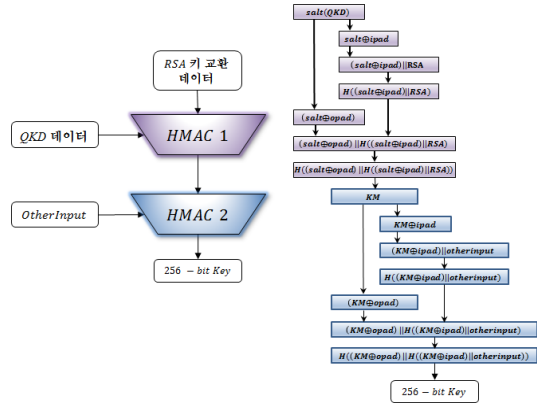 RSA 키 교환
데이터
QKD 데이터
HMAC 1
OtherInput
HMAC 2
256 − bit Key
salt(QKD)
salt⊕ipad
(salt⊕ipad)||RSA
H((salt⊕ipad)||RSA)
(salt⊕opad)
(salt⊕opad) ||H((salt⊕ipad)||RSA)
H((salt⊕opad) ||H((salt⊕ipad)||RSA))
KM
KM⊕ipad
(KM⊕ipad)||otherinput
H((KM⊕ipad)||otherinput)
(KM⊕opad)
(KM⊕opad) ||H((KM⊕ipad)||otherinput)
H((KM⊕opad) ||H((KM⊕ipad)||otherinput))
256 − bit Key